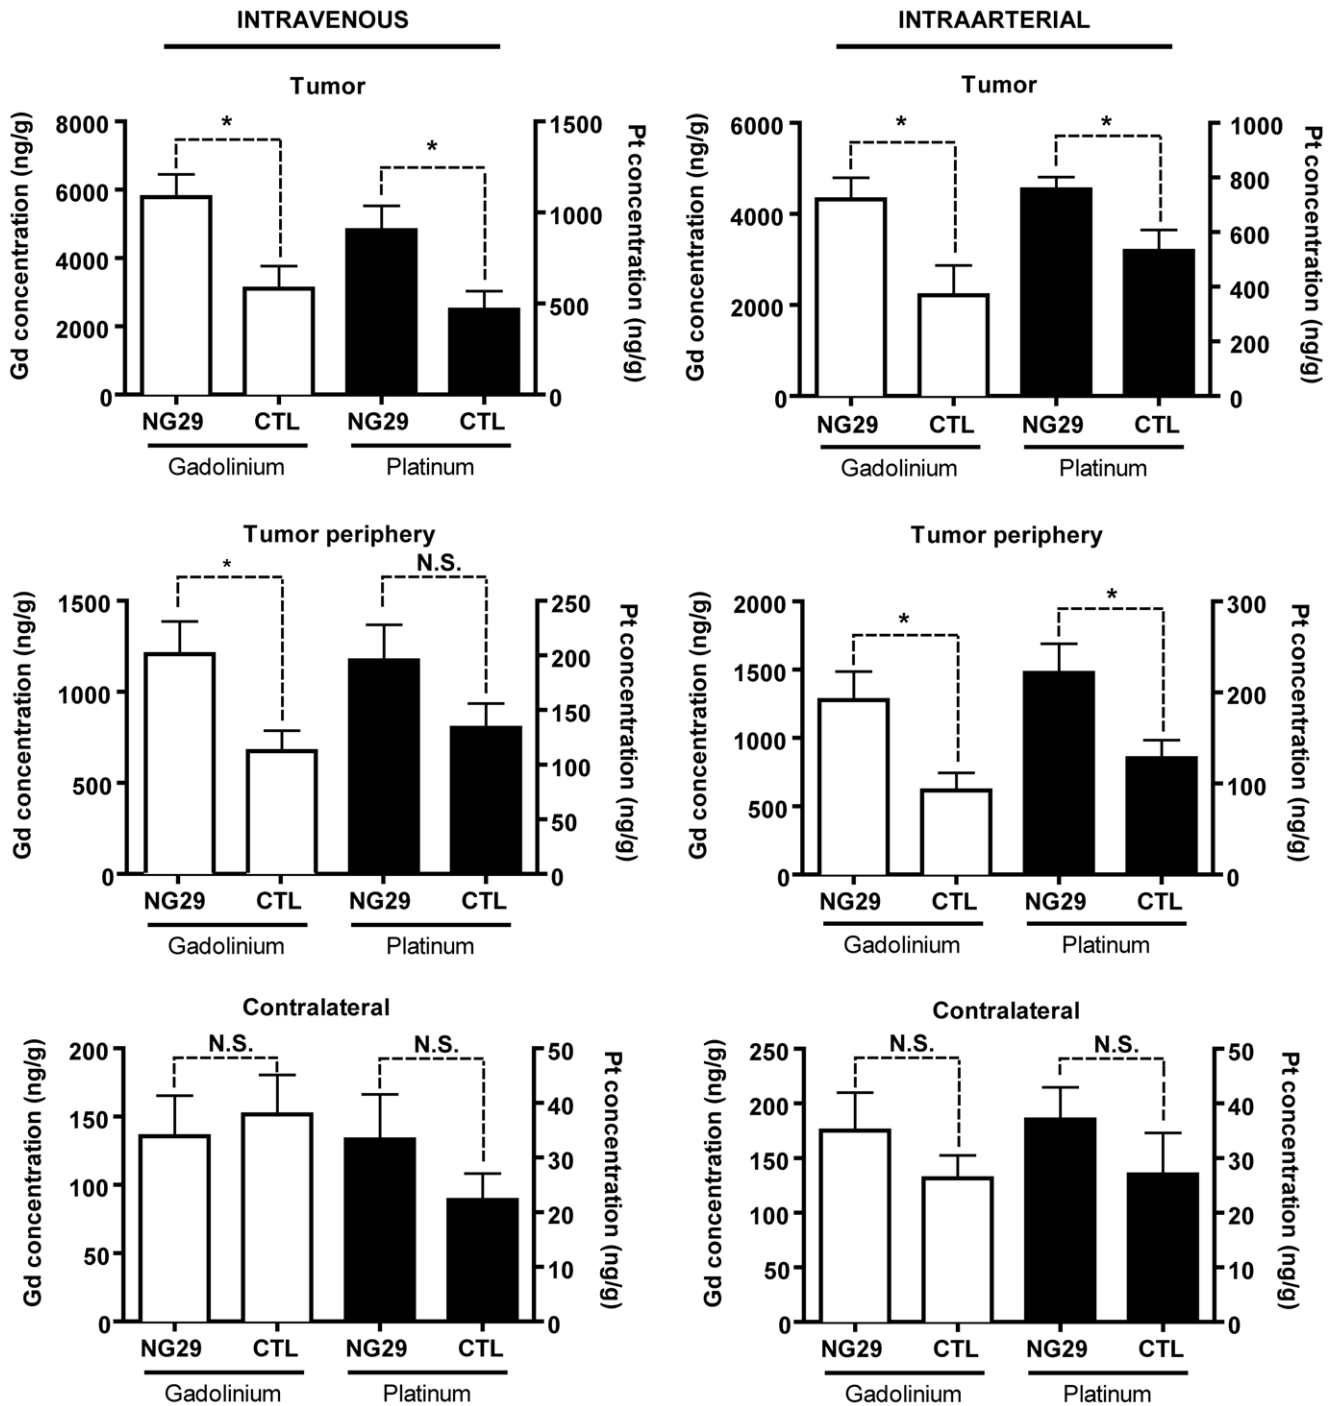 INTRAVENOUS
INTRAARTERIAL
Tumor
Gd concentration (ng/g)
8000
6000
4000
2000
0
*
*
1500
1000
500
0
Pt concentration (ng/g)
NG29 CTL NG29 CTL
Gadolinium Platinum
Tumor
Gd concentration (ng/g)
6000
4000
2000
0
*
*
1000
800
600
400
200
0
Pt concentration (ng/g)
NG29 CTL NG29 CTL
Gadolinium Platinum
Tumor periphery
Gd concentration (ng/g)
1500
1000
500
0
*
N.S.
250
200
150
100
50
0
Pt concentration (ng/g)
NG29 CTL NG29 CTL
Gadolinium Platinum
Tumor periphery
Gd concentration (ng/g)
2000
1500
1000
500
0
*
*
300
200
100
0
Pt concentration (ng/g)
NG29 CTL NG29 CTL
Gadolinium Platinum
Contralateral
Gd concentration (ng/g)
200
150
100
50
0
N.S.
N.S.
50
40
30
20
10
0
Pt concentration (ng/g)
NG29 CTL NG29 CTL
Gadolinium Platinum
Contralateral
Gd concentration (ng/g)
250
200
150
100
50
0
N.S.
N.S.
50
40
30
20
10
0
Pt concentration (ng/g)
NG29 CTL NG29 CTL
Gadolinium Platinum